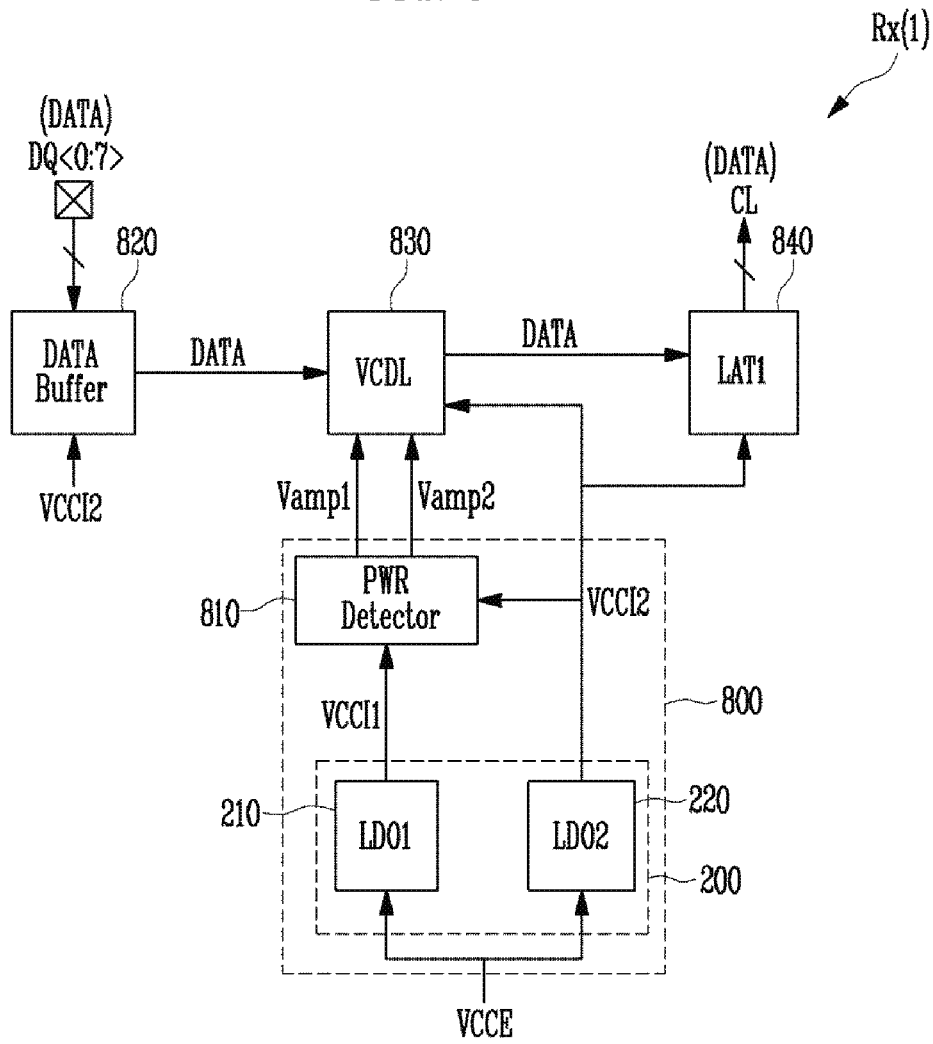 Rx(1)
(DATA)
DQ<0:7>
(DATA)
CL
820
830
840
DATA
Buffer
DATA
VCDL
DATA
LAT1
VCCI2
Vamp1
Vamp2
PWR
Detector
810
VCCI2
VCCI1
800
210
LDO1
LDO2
220
200
VCCE